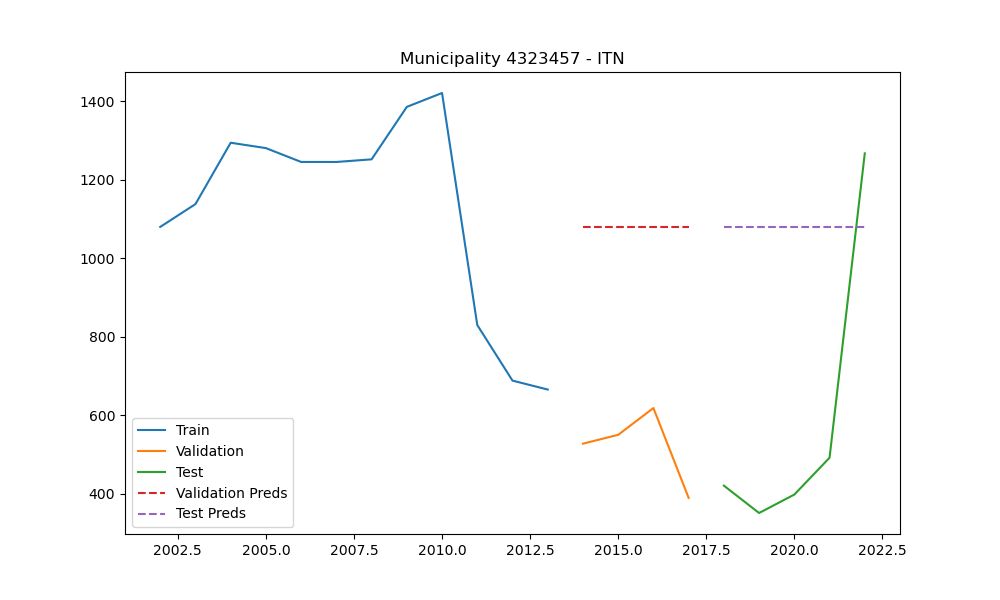 Municipality 4323457 - ITN
1400
1200
1000
800
600
400
Train
Validation
Test
Validation Preds
Test Preds
2002.5 2005.0 2007.5 2010.0 2012.5 2015.0 2017.5 2020.0 2022.5